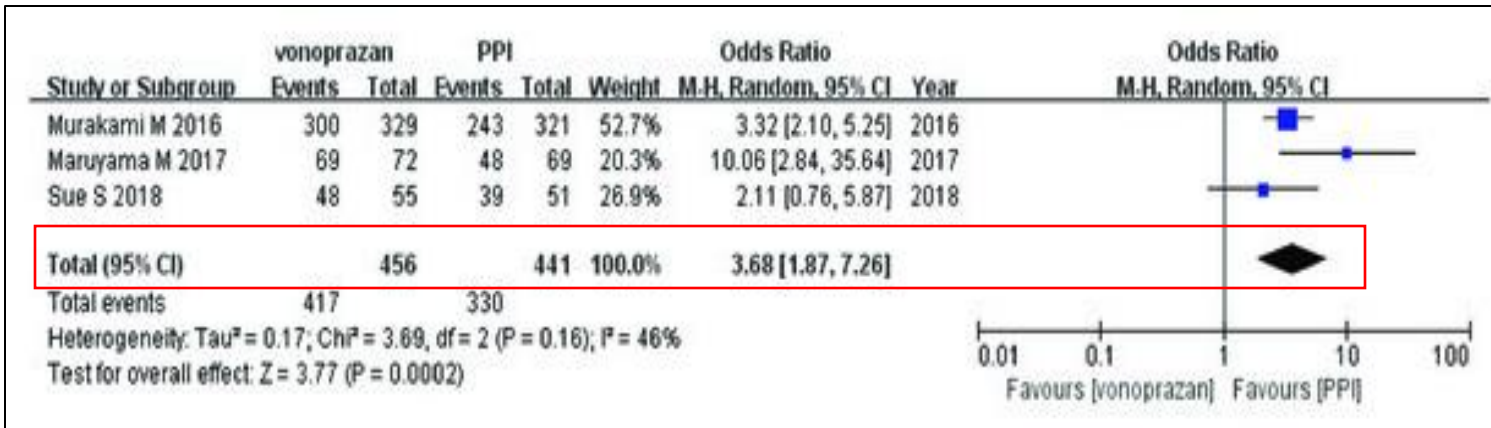 vonoprazan PPI Odds Ratio Odds Ratio
Study or Subgroup Events Total Events Total Weight M-H, Random, 95% CI Year M-H, Random, 95% CI
Murakami M 2016 300 329 243 321 52.7% 3.32 [2.10, 5.25] 2016
Maruyama M 2017 69 72 48 69 20.3% 10.06 [2.84, 35.64] 2017
Sue S 2018 48 55 39 51 26.9% 2.11 [0.76, 5.87] 2018
Total (95% CI) 456 441 100.0% 3.68 [1.87, 7.26]
Total events 417 330
Heterogeneity: Tau² = 0.17; Chi² = 3.69, df = 2 (P = 0.16); I² = 46%
Test for overall effect: Z = 3.77 (P = 0.0002)
0.01 0.1 1 10 100
Favours [vonoprazan] Favours [PPI]